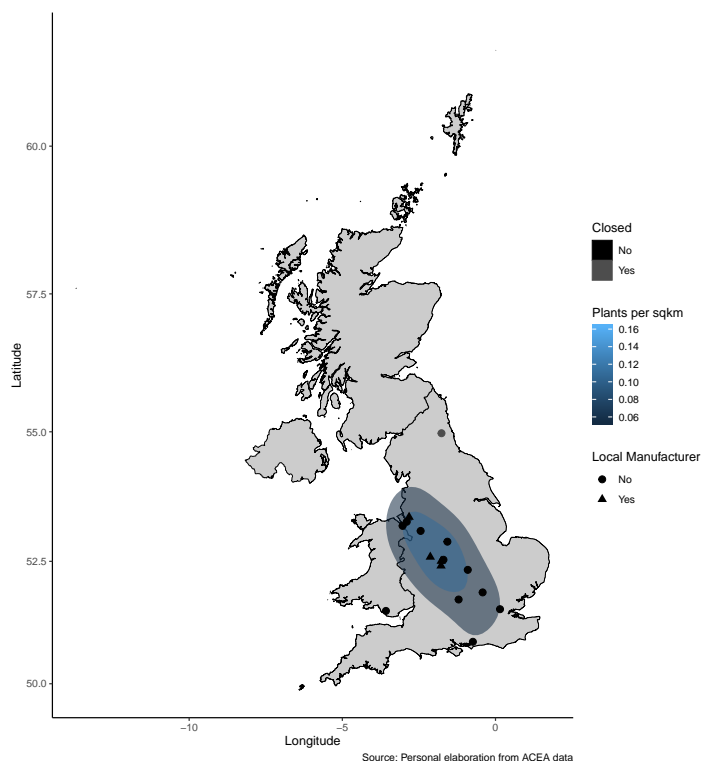 60.0
57.5
55.0
52.5
50.0
Latitude
−10
−5
0
Longitude
Closed
No
Yes
Plants per sqkm
0.16
0.14
0.12
0.10
0.08
0.06
Local Manufacturer
No
Yes
Source: Personal elaboration from ACEA data